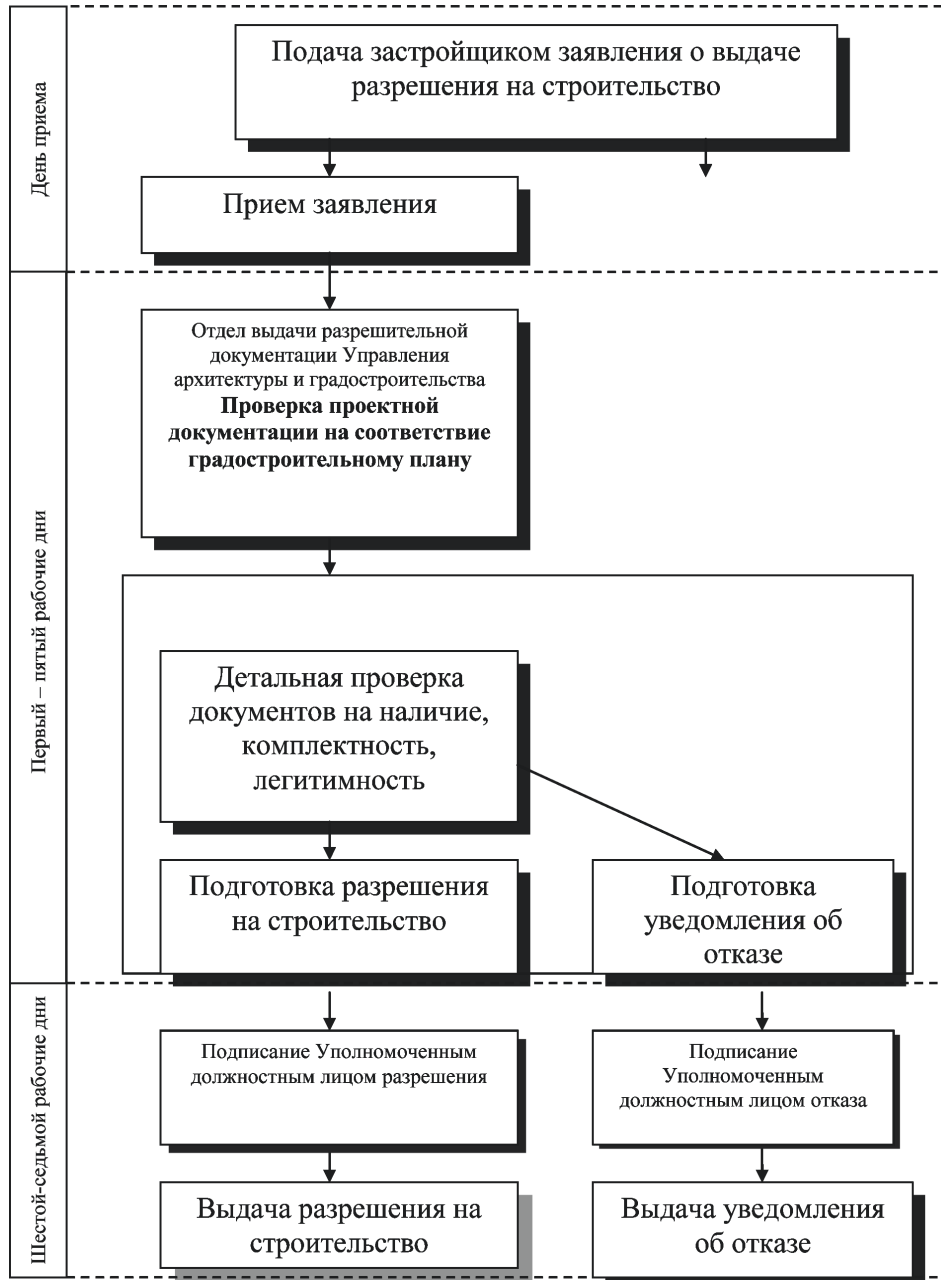 День приема
Подача застройщиком заявления о выдаче
разрешения на строительство
Прием заявления
Первый – пятый рабочие дни
Отдел выдачи разрешительной
документации Управления
архитектуры и градостроительства
Проверка проектной
документации на соответствие
градостроительному плану
Детальная проверка
документов на наличие,
комплектность,
легитимность
Подготовка разрешения
на строительство
Подготовка
уведомления об
отказе
Шестой-седьмой рабочие дни
Подписание Уполномоченным
должностным лицом разрешения
Подписание
Уполномоченным
должностным лицом отказа
Выдача разрешения на
строительство
Выдача уведомления
об отказе